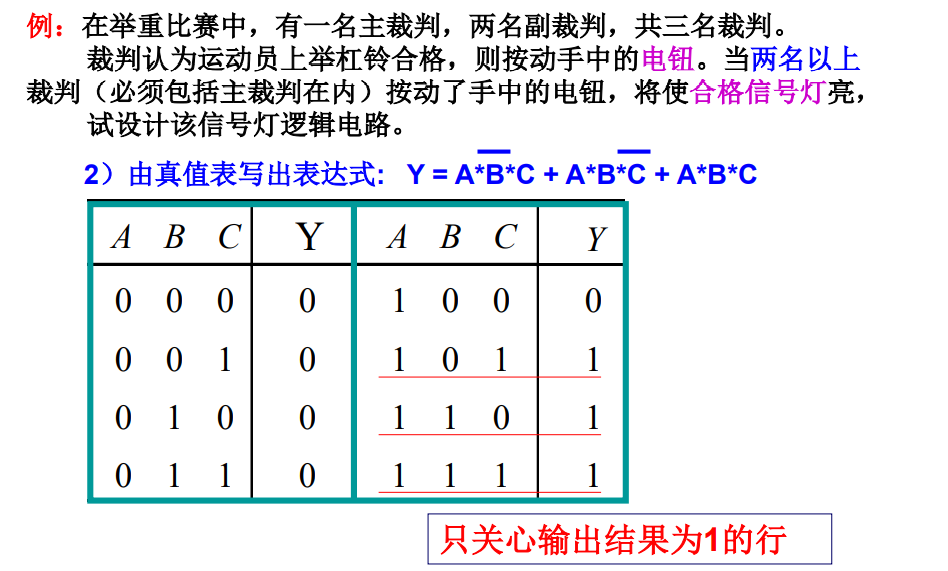 例：在举重比赛中，有一名主裁判，两名副裁判，共三名裁判。
裁判认为运动员上举杠铃合格，则按动手中的电钮。当两名以上
裁判（必须包括主裁判在内）按动了手中的电钮，将使合格信号灯亮，
试设计该信号灯逻辑电路。
2）由真值表写出表达式: Y = A*B̅*C + A*B*C̅ + A*B*C
A B C Y A B C Y
0 0 0 0 1 0 0 0
0 0 1 0 1 0 1 1
0 1 0 0 1 1 0 1
0 1 1 0 1 1 1 1
只关心输出结果为1的行